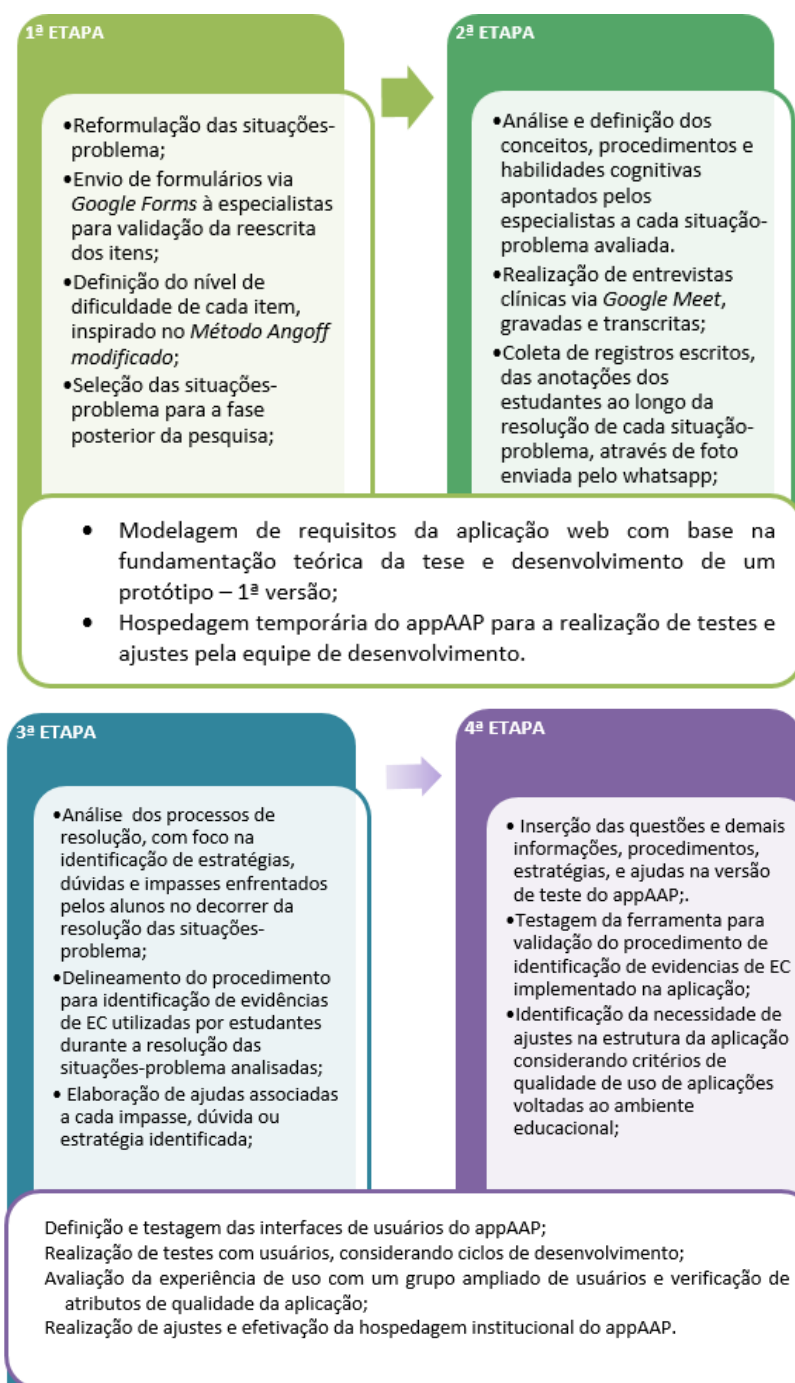 1ª ETAPA
•Reformulação das situações-
problema;
•Envio de formulários via
Google Forms à especialistas
para validação da reescrita
dos itens;
•Definição do nível de
dificuldade de cada item,
inspirado no Método Angoff
modificado;
•Seleção das situações-
problema para a fase
posterior da pesquisa;
2ª ETAPA
•Análise e definição dos
conceitos, procedimentos e
habilidades cognitivas
apontados pelos
especialistas a cada situação-
problema avaliada.
•Realização de entrevistas
clínicas via Google Meet,
gravadas e transcritas;
•Coleta de registros escritos,
das anotações dos
estudantes ao longo da
resolução de cada situação-
problema, através de foto
enviada pelo whatsapp;
• Modelagem de requisitos da aplicação web com base na
fundamentação teórica da tese e desenvolvimento de um
protótipo – 1ª versão;
• Hospedagem temporária do appAAP para a realização de testes e
ajustes pela equipe de desenvolvimento.
3ª ETAPA
•Análise dos processos de
resolução, com foco na
identificação de estratégias,
dúvidas e impasses enfrentados
pelos alunos no decorrer da
resolução das situações-
problema;
•Delineamento do procedimento
para identificação de evidências
de EC utilizadas por estudantes
durante a resolução das
situações-problema analisadas;
• Elaboração de ajudas associadas
a cada impasse, dúvida ou
estratégia identificada;
4ª ETAPA
• Inserção das questões e demais
informações, procedimentos,
estratégias, e ajudas na versão
de teste do appAAP;.
•Testagem da ferramenta para
validação do procedimento de
identificação de evidencias de EC
implementado na aplicação;
•Identificação da necessidade de
ajustes na estrutura da aplicação
considerando critérios de
qualidade de uso de aplicações
voltadas ao ambiente
educacional;
Definição e testagem das interfaces de usuários do appAAP;
Realização de testes com usuários, considerando ciclos de desenvolvimento;
Avaliação da experiência de uso com um grupo ampliado de usuários e verificação de
atributos de qualidade da aplicação;
Realização de ajustes e efetivação da hospedagem institucional do appAAP.